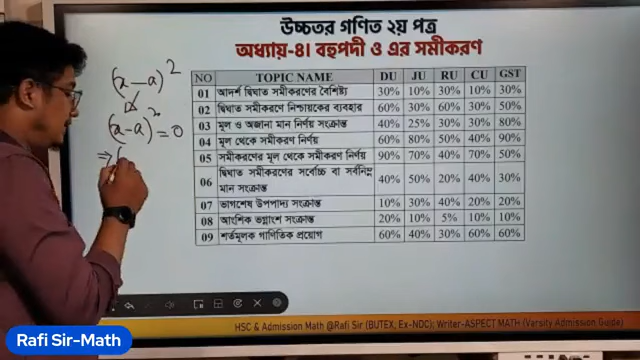 উচ্চতর গণিত ২য় পত্র
অধ্যায়-৪। বহুপদী ও এর সমীকরণ
(x - a)²
(x-a)² = 0
⇒
NO TOPIC NAME DU JU RU CU GST
01 আদর্শ দ্বিঘাত সমীকরণের বৈশিষ্ট্য 30% 10% 30% 10% 30%
02 দ্বিঘাত সমীকরণে নিশ্চায়কের ব্যবহার 60% 30% 60% 30% 50%
03 মূল ও অজানা মান নির্ণয় সংক্রান্ত 40% 25% 30% 30% 80%
04 মূল থেকে সমীকরণ নির্ণয় 60% 80% 50% 40% 90%
05 সমীকরণের মূল থেকে সমীকরণ নির্ণয় 90% 70% 40% 70% 50%
06 দ্বিঘাত সমীকরণের সর্বোচ্চ বা সর্বনিম্ন মান সংক্রান্ত 40% 50% 20% 40% 30%
07 ভাগশেষ উপপাদ্য সংক্রান্ত 10% 30% 40% 20% 20%
08 আংশিক ভগ্নাংশ সংক্রান্ত 20% 10% 5% 10% 10%
09 শর্তমূলক গাণিতিক প্রয়োগ 60% 40% 30% 60% 60%
HSC & Admission Math @Rafi Sir (BUTEX, Ex-NDC); Writer-ASPECT MATH (Varsity Admission Guide)
Rafi Sir-Math